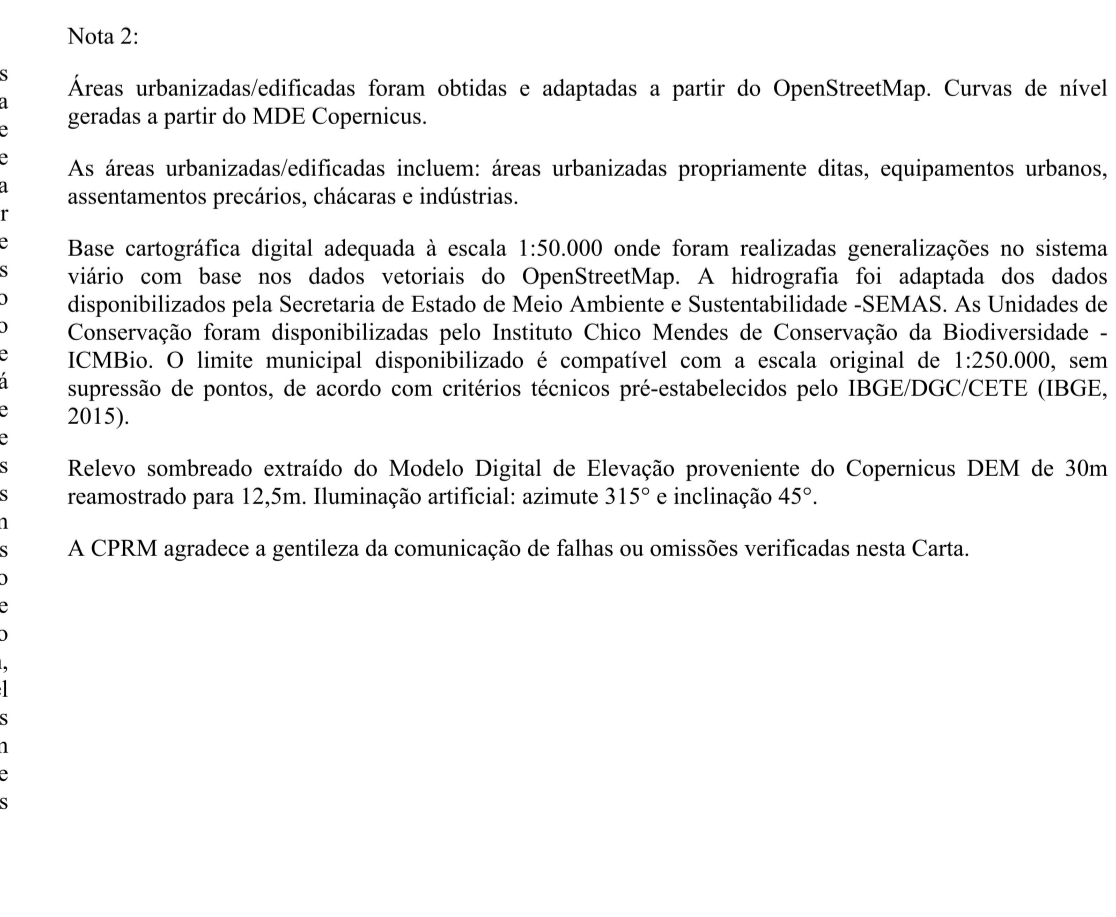 Nota 2:
Áreas urbanizadas/edificadas foram obtidas e adaptadas a partir do OpenStreetMap. Curvas de nível
geradas a partir do MDE Copernicus.
As áreas urbanizadas/edificadas incluem: áreas urbanizadas propriamente ditas, equipamentos urbanos,
assentamentos precários, chácaras e indústrias.
Base cartográfica digital adequada à escala 1:50.000 onde foram realizadas generalizações no sistema
viário com base nos dados vetoriais do OpenStreetMap. A hidrografia foi adaptada dos dados
disponibilizados pela Secretaria de Estado de Meio Ambiente e Sustentabilidade -SEMAS. As Unidades de
Conservação foram disponibilizadas pelo Instituto Chico Mendes de Conservação da Biodiversidade -
ICMBio. O limite municipal disponibilizado é compatível com a escala original de 1:250.000, sem
supressão de pontos, de acordo com critérios técnicos pré-estabelecidos pelo IBGE/DGC/CETE (IBGE,
2015).
Relevo sombreado extraído do Modelo Digital de Elevação proveniente do Copernicus DEM de 30m
reamostrado para 12,5m. Iluminação artificial: azimute 315° e inclinação 45°.
A CPRM agradece a gentileza da comunicação de falhas ou omissões verificadas nesta Carta.